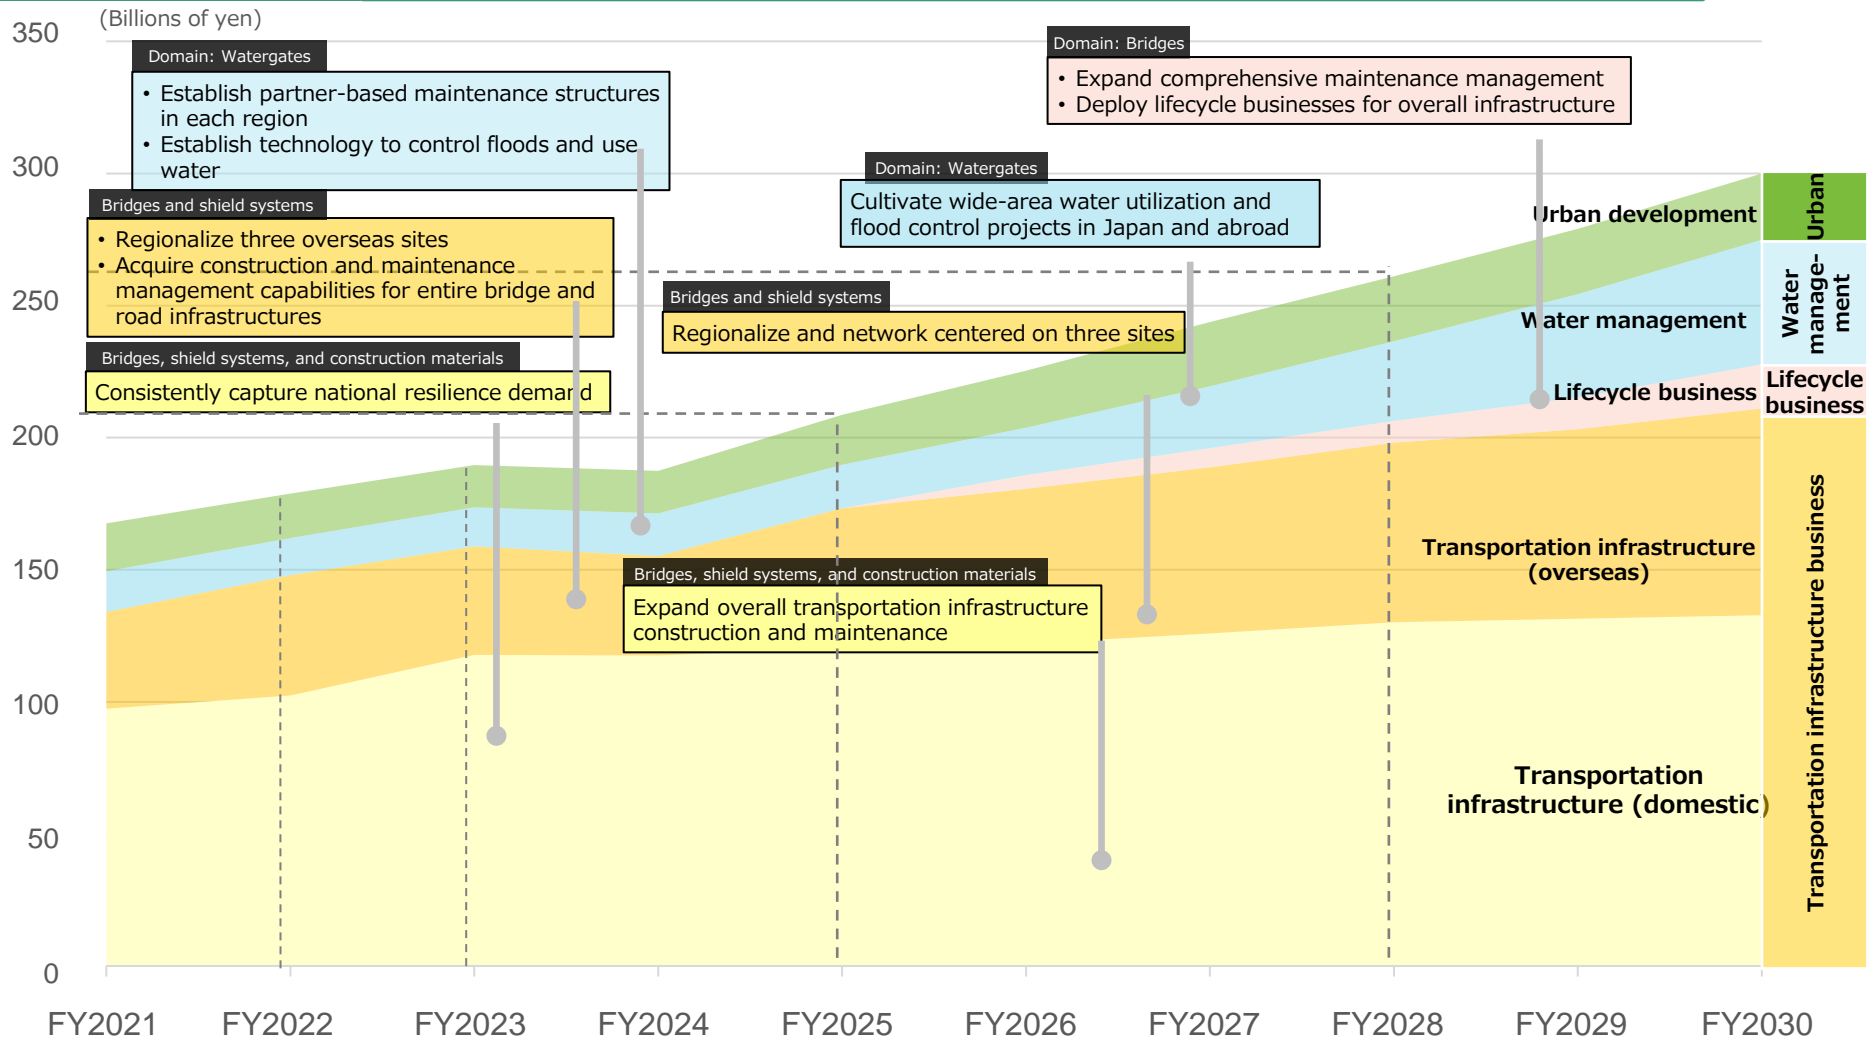 (Billions of yen)
350
300
250
200
150
100
50
0
Domain: Watergates
• Establish partner-based maintenance structures
in each region
• Establish technology to control floods and use
water
Bridges and shield systems
• Regionalize three overseas sites
• Acquire construction and maintenance
management capabilities for entire bridge and
road infrastructures
Bridges, shield systems, and construction materials
Consistently capture national resilience demand
Domain: Bridges
• Expand comprehensive maintenance management
• Deploy lifecycle businesses for overall infrastructure
Domain: Watergates
Cultivate wide-area water utilization and
flood control projects in Japan and abroad
Bridges and shield systems
Regionalize and network centered on three sites
Bridges, shield systems, and construction materials
Expand overall transportation infrastructure
construction and maintenance
Urban development
Water management
Lifecycle business
Transportation infrastructure
(overseas)
Transportation
infrastructure (domestic)
Urban
Water
manage-
ment
Lifecycle
business
Transportation infrastructure business
FY2021
FY2022
FY2023
FY2024
FY2025
FY2026
FY2027
FY2028
FY2029
FY2030